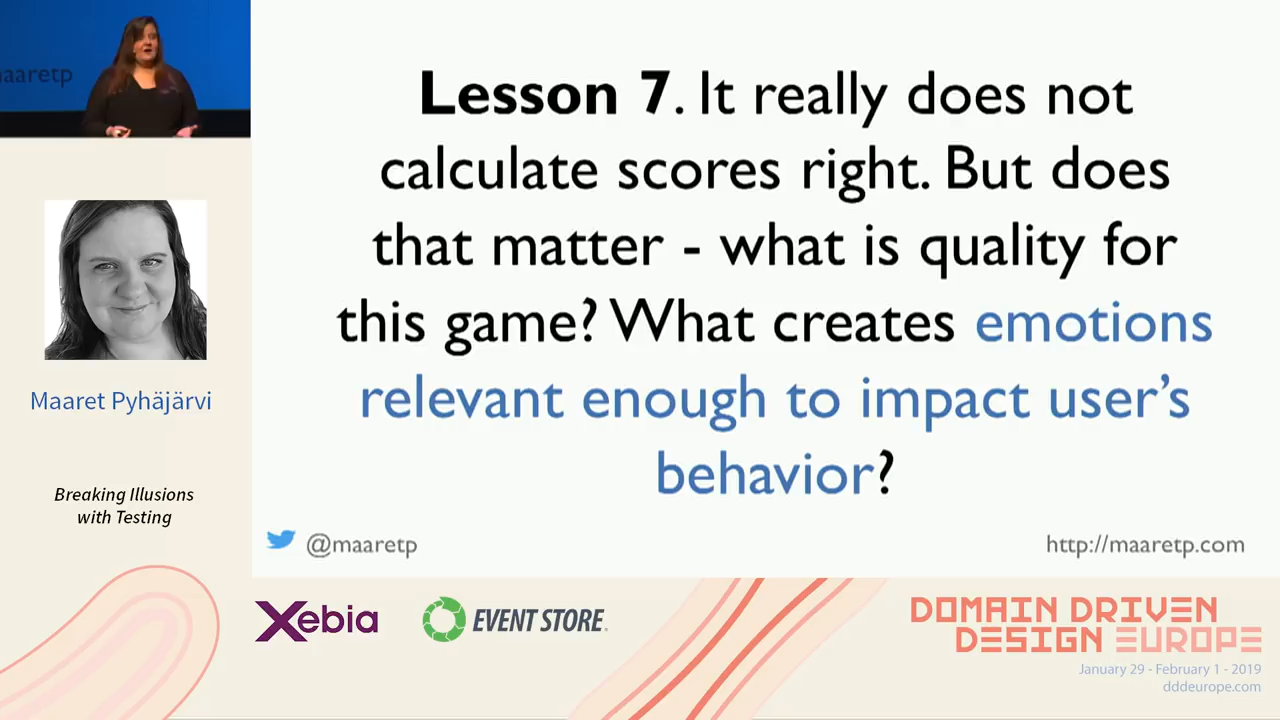 aaretp
Lesson 7. It really does not
calculate scores right. But does
that matter - what is quality for
this game? What creates emotions
relevant enough to impact user's
behavior?
@maaretp
http://maaretp.com
Maaret Pyhäjärvi
Breaking Illusions
with Testing
Xebia
EVENT STORE
DOMAIN DRIVEN
DESIGN EUROPE
January 29 - February 1 - 2019
dddeurope.com